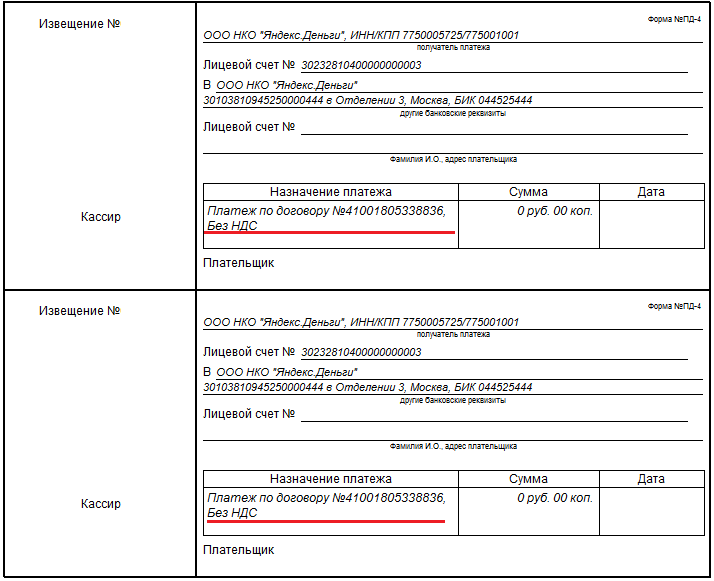 Извещение №
Форма №ПД-4
ООО НКО "Яндекс.Деньги", ИНН/КПП 7750005725/775001001
получатель платежа
Лицевой счет № 30232810400000000003
В ООО НКО "Яндекс.Деньги"
30103810945250000444 в Отделении 3, Москва, БИК 044525444
другие банковские реквизиты
Лицевой счет №
Фамилия И.О., адрес плательщика
Назначение платежа Сумма Дата
Платеж по договору №41001805338836, 0 руб. 00 коп.
Без НДС
Кассир
Плательщик
Извещение №
Форма №ПД-4
ООО НКО "Яндекс.Деньги", ИНН/КПП 7750005725/775001001
получатель платежа
Лицевой счет № 30232810400000000003
В ООО НКО "Яндекс.Деньги"
30103810945250000444 в Отделении 3, Москва, БИК 044525444
другие банковские реквизиты
Лицевой счет №
Фамилия И.О., адрес плательщика
Назначение платежа Сумма Дата
Платеж по договору №41001805338836, 0 руб. 00 коп.
Без НДС
Кассир
Плательщик